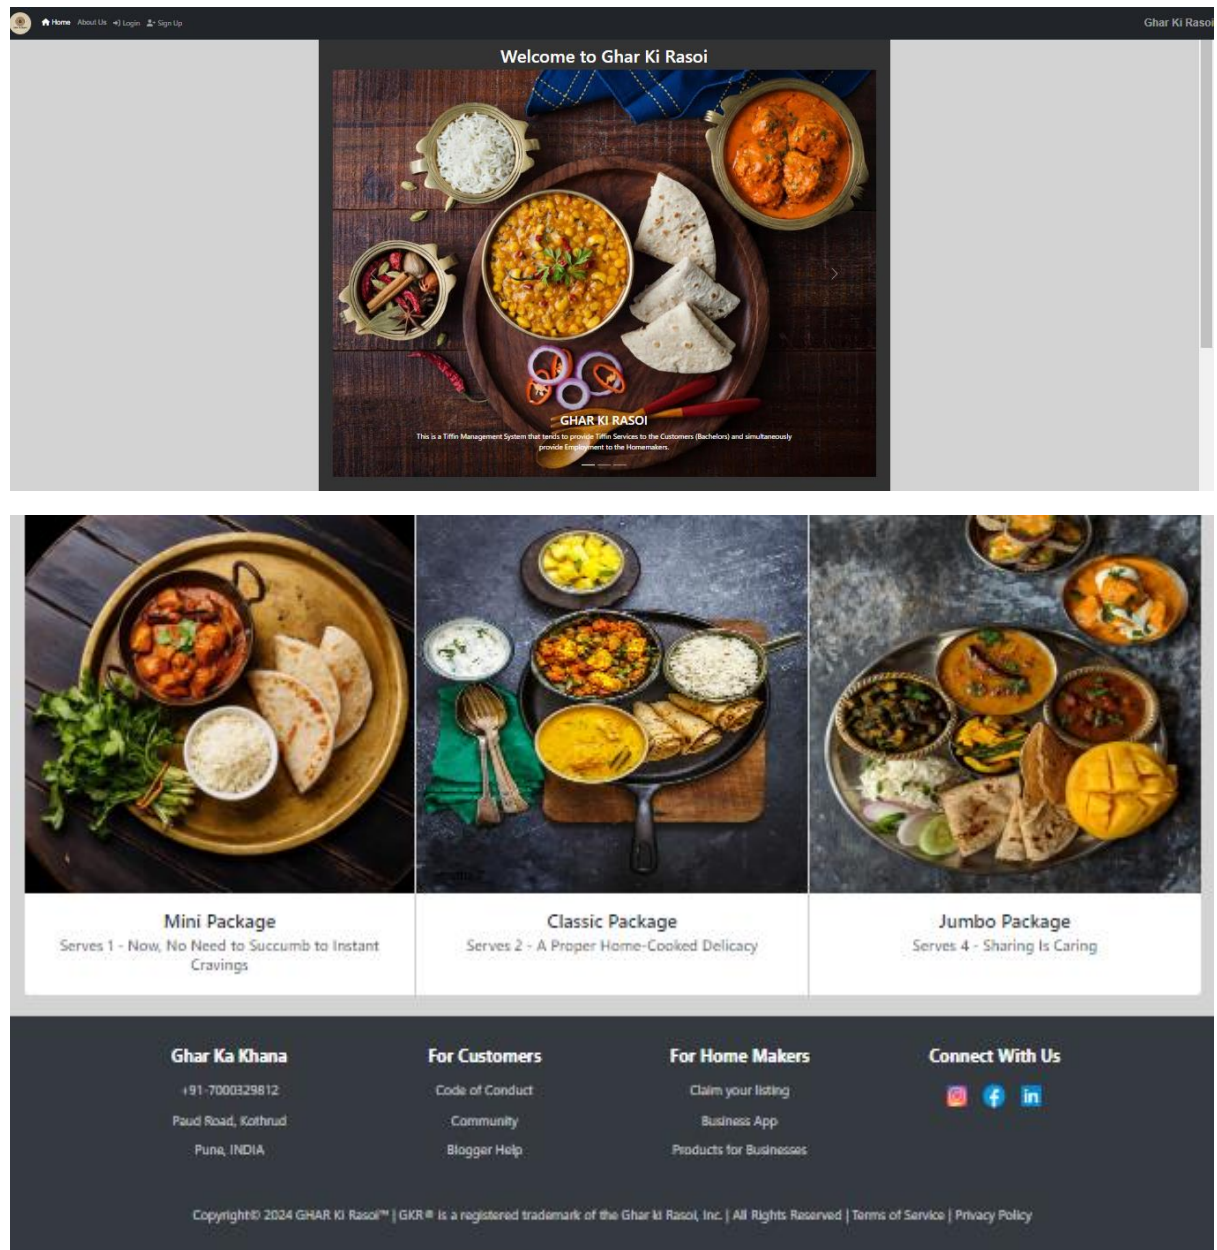 Home About Us Login Sign Up
Ghar Ki Rasoi
Welcome to Ghar Ki Rasoi
GHAR KI RASOI
This is a Tiffin Management System that tends to provide Tiffin Services to the Customers (Bachelors) and simultaneously
provide Employment to the Homemakers.
Mini Package
Serves 1 - Now, No Need to Succumb to Instant
Cravings
Classic Package
Serves 2 - A Proper Home-Cooked Delicacy
Jumbo Package
Serves 4 - Sharing Is Caring
Ghar Ka Khana
+91-7000329812
Paud Road, Kothrud
Pune, INDIA
For Customers
Code of Conduct
Community
Blogger Help
For Home Makers
Claim your listing
Business App
Products for Businesses
Connect With Us
Copyright© 2024 GHAR Ki Rasoi™ | GKR® is a registered trademark of the Ghar ki Rasoi, Inc. | All Rights Reserved | Terms of Service | Privacy Policy